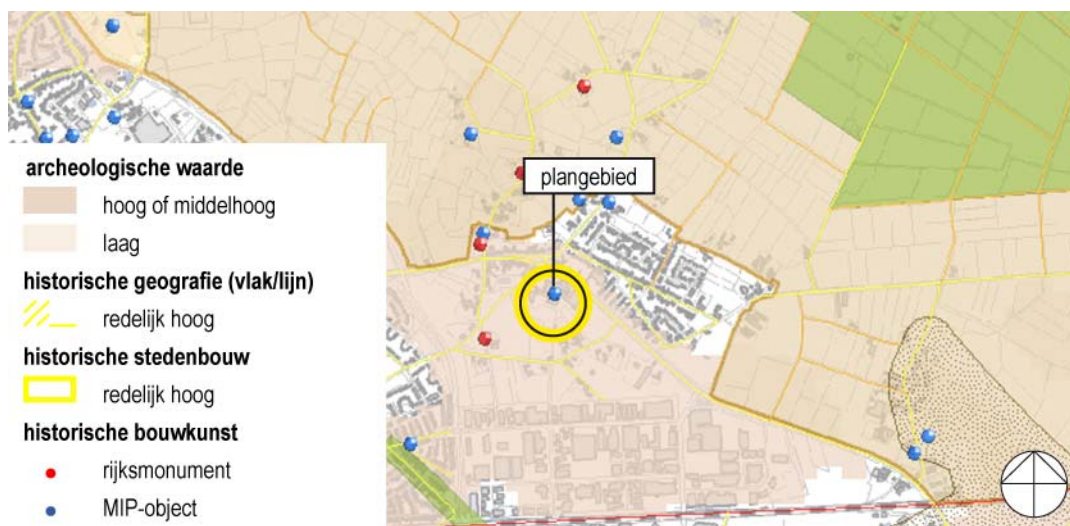 plangebied
archeologische waarde
hoog of middelhoog
laag
historische geografie (vlak/lijn)
redelijk hoog
historische stedenbouw
redelijk hoog
historische bouwkunst
rijksmonument
MIP-object